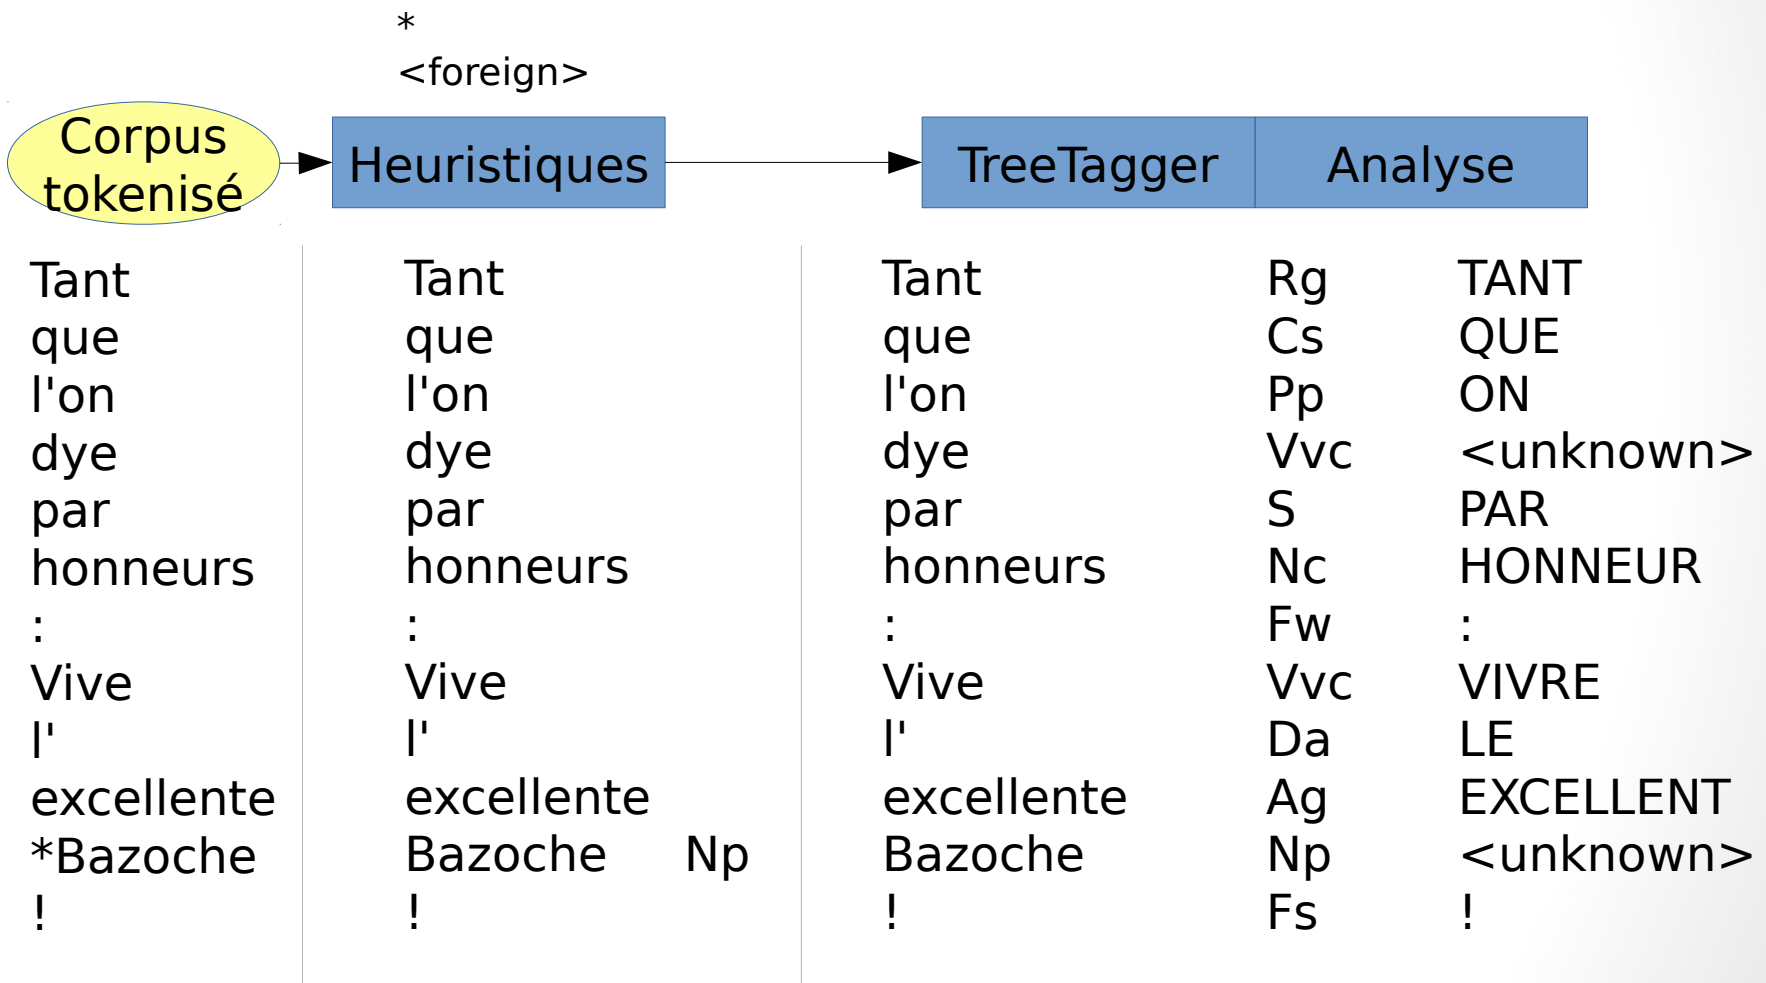 *
<foreign>
Corpus
tokenisé
Heuristiques
TreeTagger
Analyse
Tant Tant Tant Rg TANT
que que que Cs QUE
l'on l'on l'on Pp ON
dye dye dye Vvc <unknown>
par par par S PAR
honneurs honneurs honneurs Nc HONNEUR
: : : Fw :
Vive Vive Vive Vvc VIVRE
l' l' l' Da LE
excellente excellente excellente Ag EXCELLENT
*Bazoche Bazoche Np Bazoche Np <unknown>
! ! ! Fs !